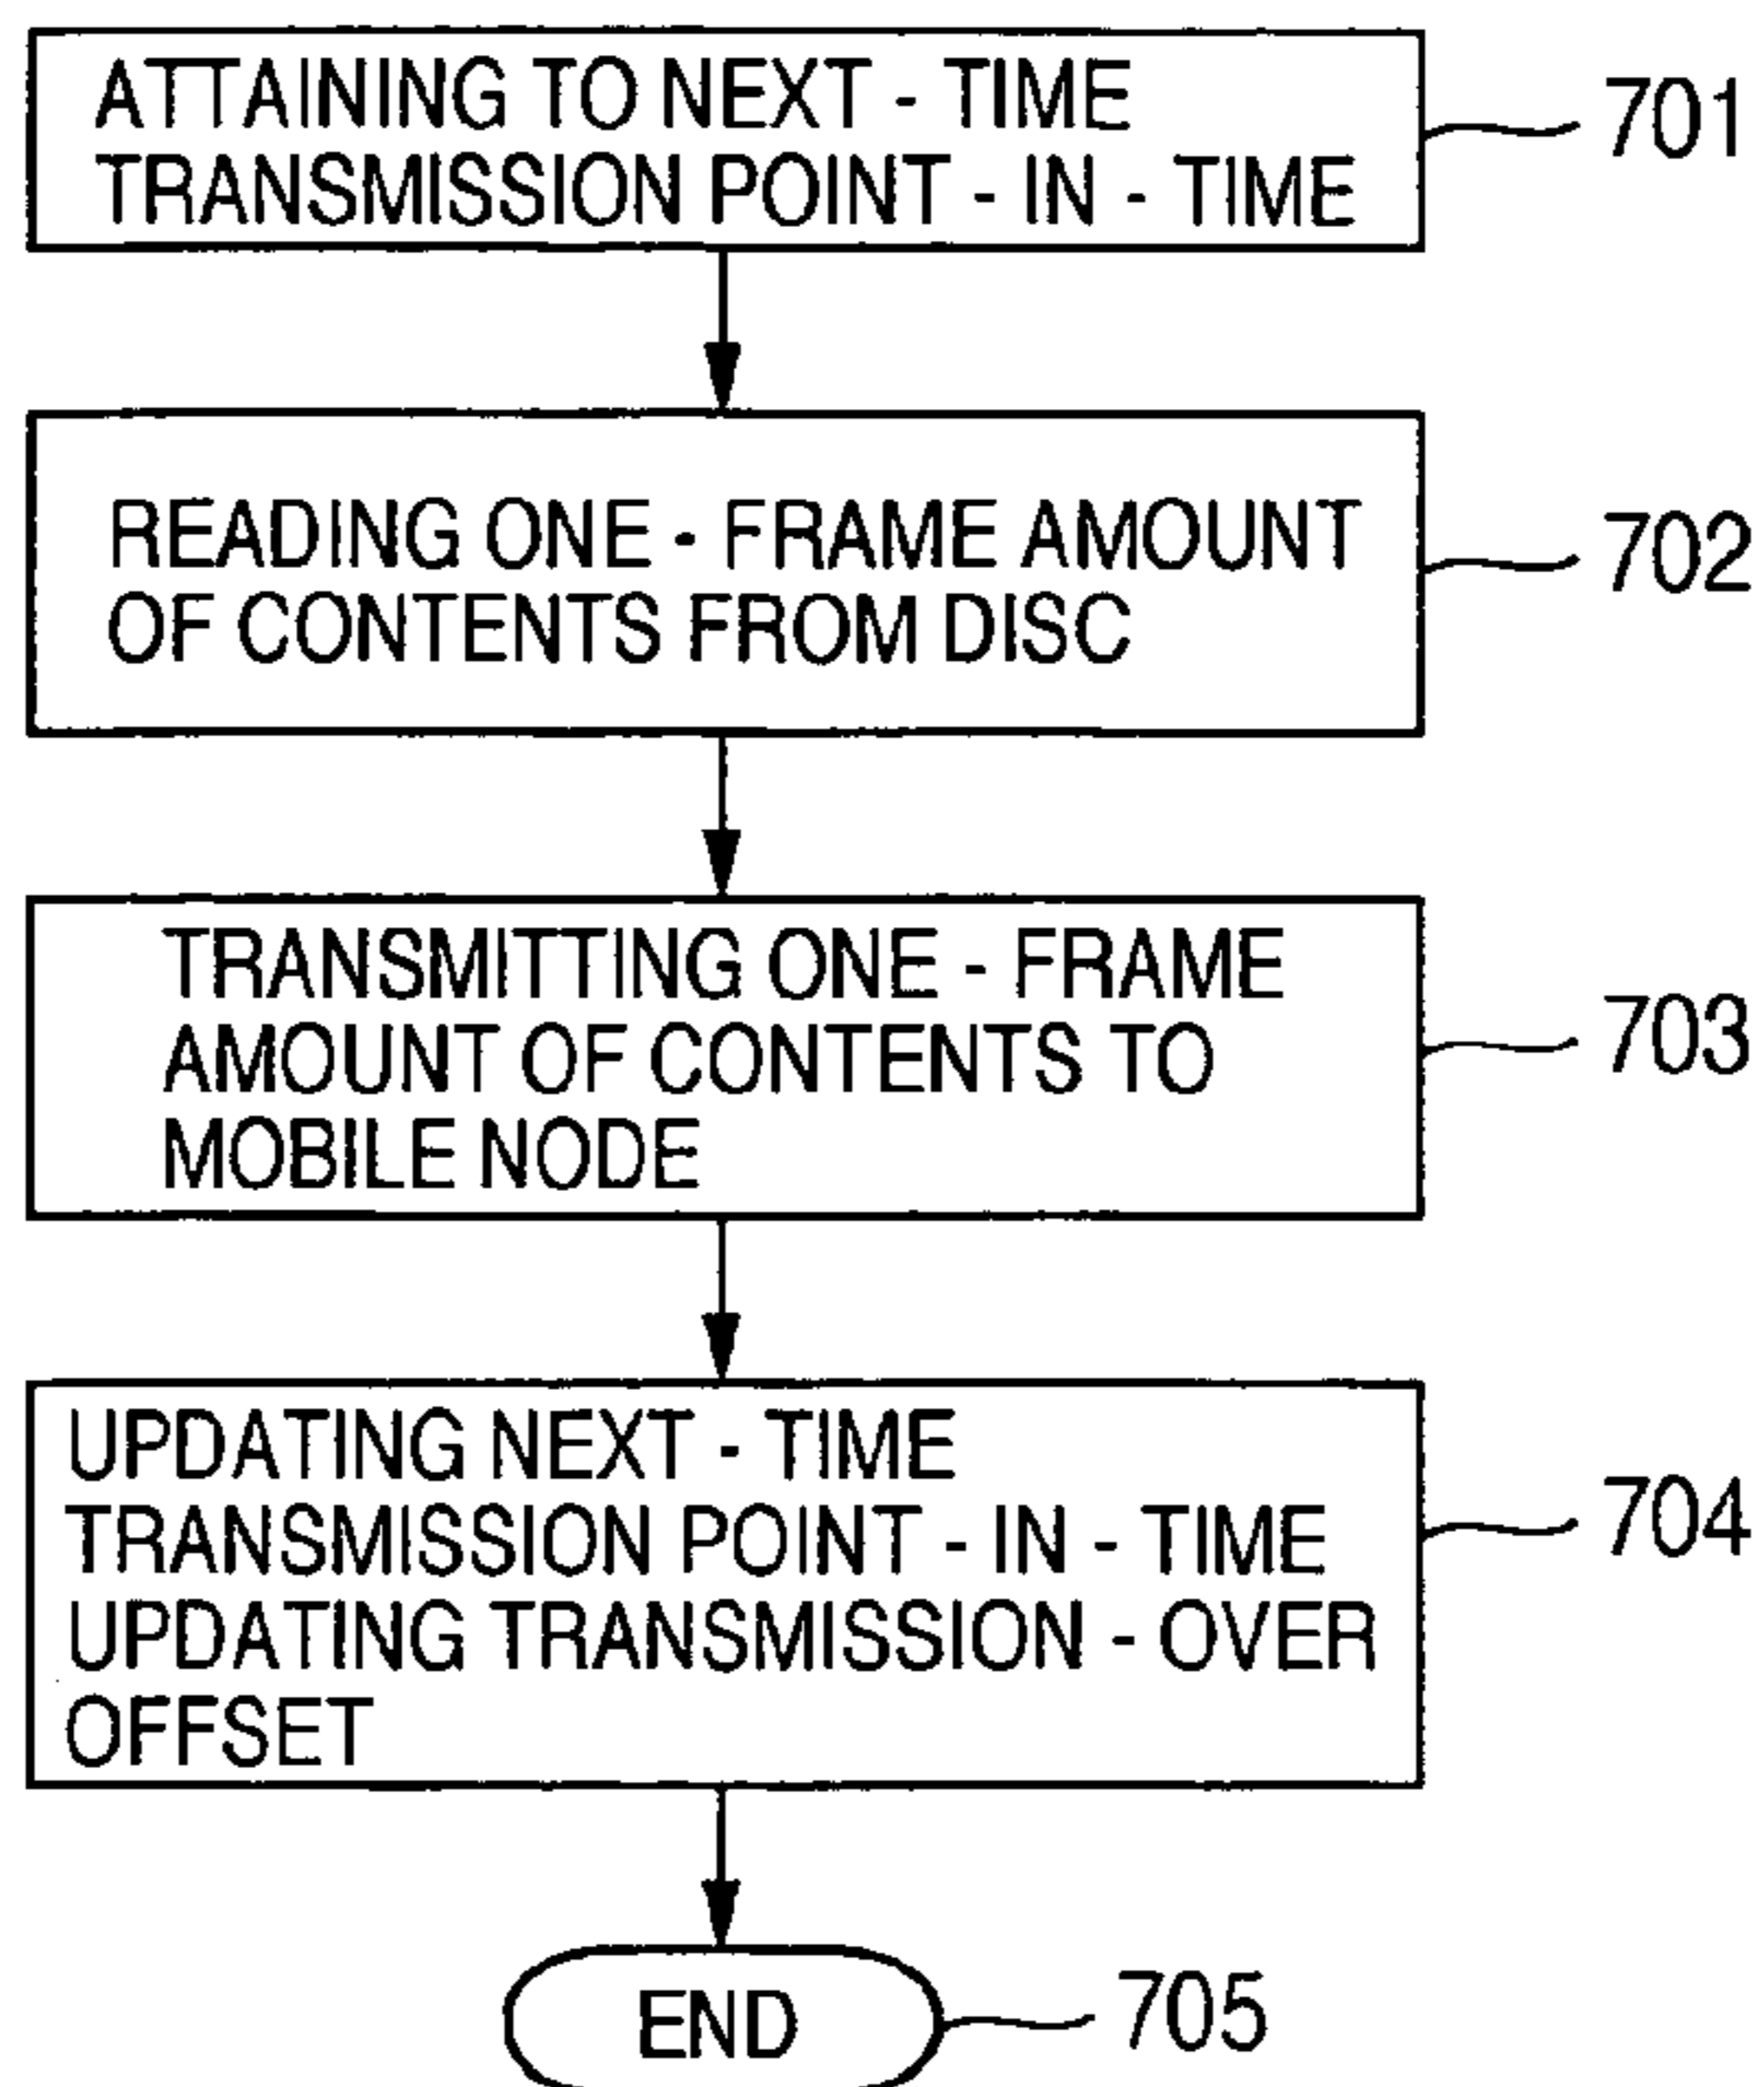 ATTAINING TO NEXT - TIME
TRANSMISSION POINT - IN - TIME
701
READING ONE - FRAME AMOUNT
OF CONTENTS FROM DISC
702
TRANSMITTING ONE - FRAME
AMOUNT OF CONTENTS TO
MOBILE NODE
703
UPDATING NEXT - TIME
TRANSMISSION POINT - IN - TIME
UPDATING TRANSMISSION - OVER
OFFSET
704
END
705